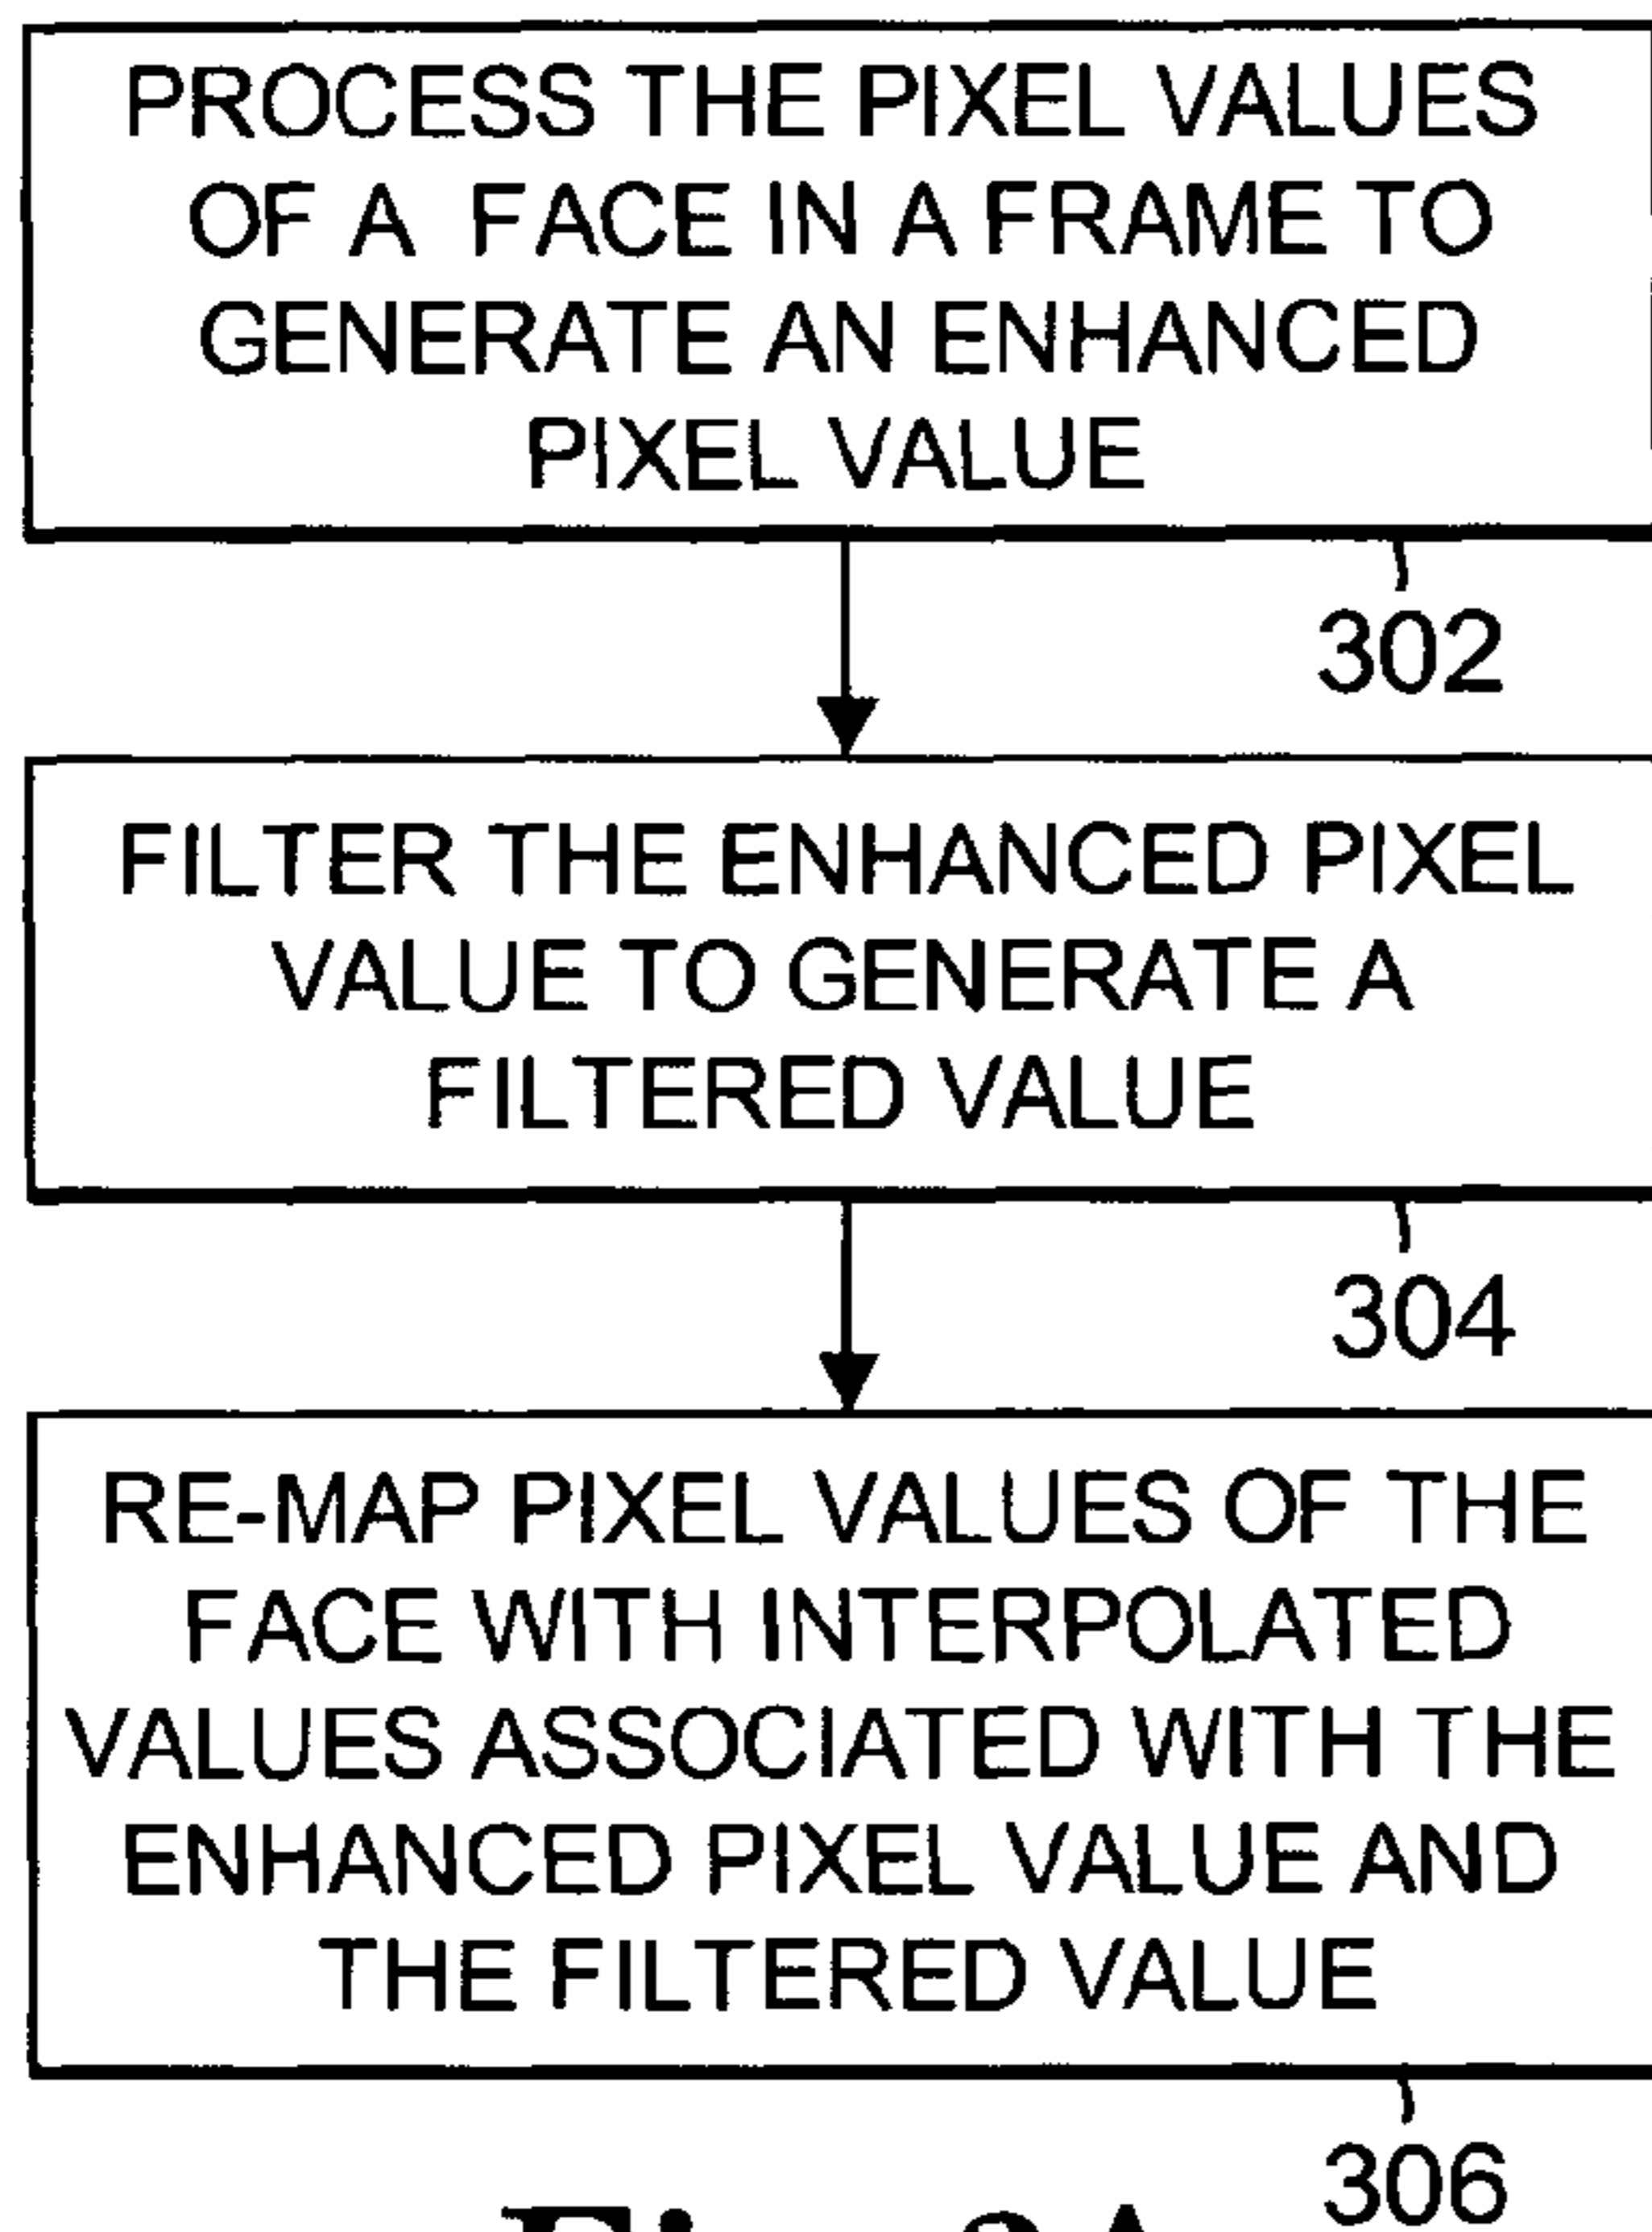 PROCESS THE PIXEL VALUES
OF A FACE IN A FRAME TO
GENERATE AN ENHANCED
PIXEL VALUE
302
FILTER THE ENHANCED PIXEL
VALUE TO GENERATE A
FILTERED VALUE
304
RE-MAP PIXEL VALUES OF THE
FACE WITH INTERPOLATED
VALUES ASSOCIATED WITH THE
ENHANCED PIXEL VALUE AND
THE FILTERED VALUE
306